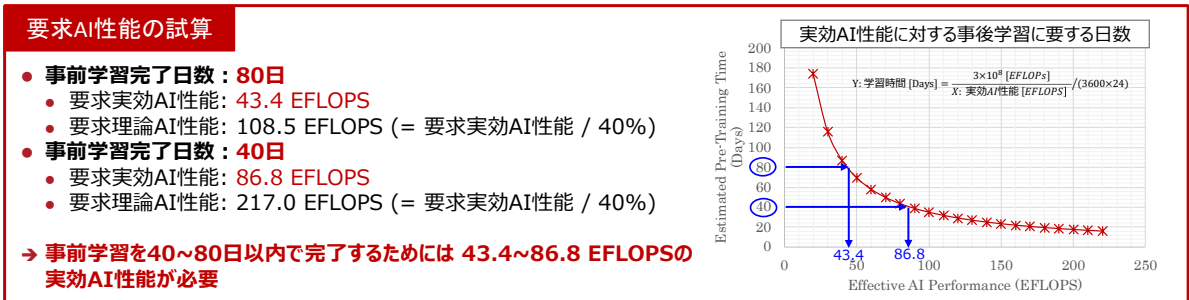 要求AI性能の試算
● 事前学習完了日数:80日
● 要求実効AI性能: 43.4 EFLOPS
● 要求理論AI性能: 108.5 EFLOPS (= 要求実効AI性能 / 40%)
● 事前学習完了日数:40日
● 要求実効AI性能: 86.8 EFLOPS
● 要求理論AI性能: 217.0 EFLOPS (= 要求実効AI性能 / 40%)
→ 事前学習を40~80日以内で完了するためには 43.4~86.8 EFLOPSの
実効AI性能が必要
実効AI性能に対する事後学習に要する日数
Y: 学習時間 [Days] = 3×10⁸ [EFLOPs] / X: 実効AI性能 [EFLOPS] /(3600×24)
Estimated Pre-Training Time
(Days)
200
180
160
140
120
100
80
60
40
20
0
43.4
86.8
0
50
100
150
200
250
Effective AI Performance (EFLOPS)